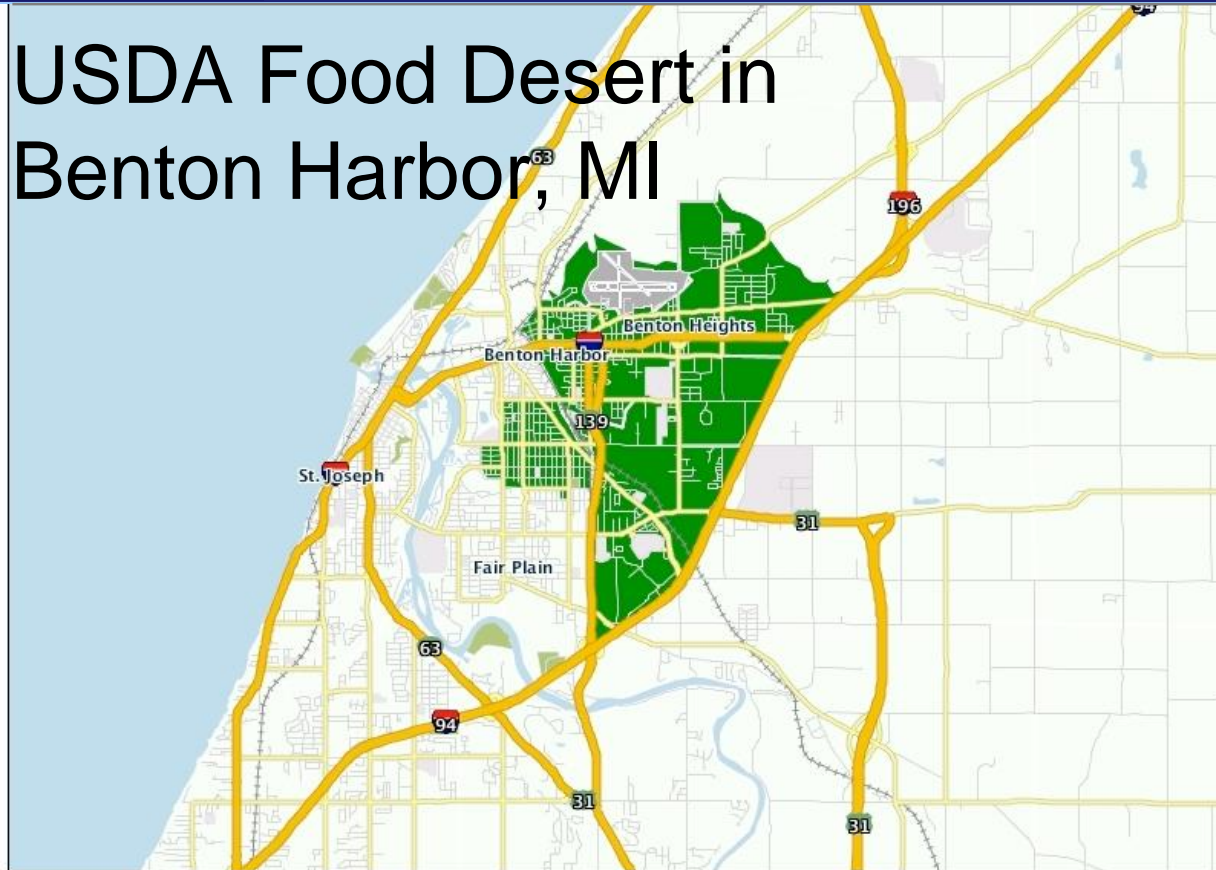 USDA Food Desert in
Benton Harbor, MI
94
63
196
Benton Heights
Benton Harbor
139
St. Joseph
31
Fair Plain
63
94
31
31